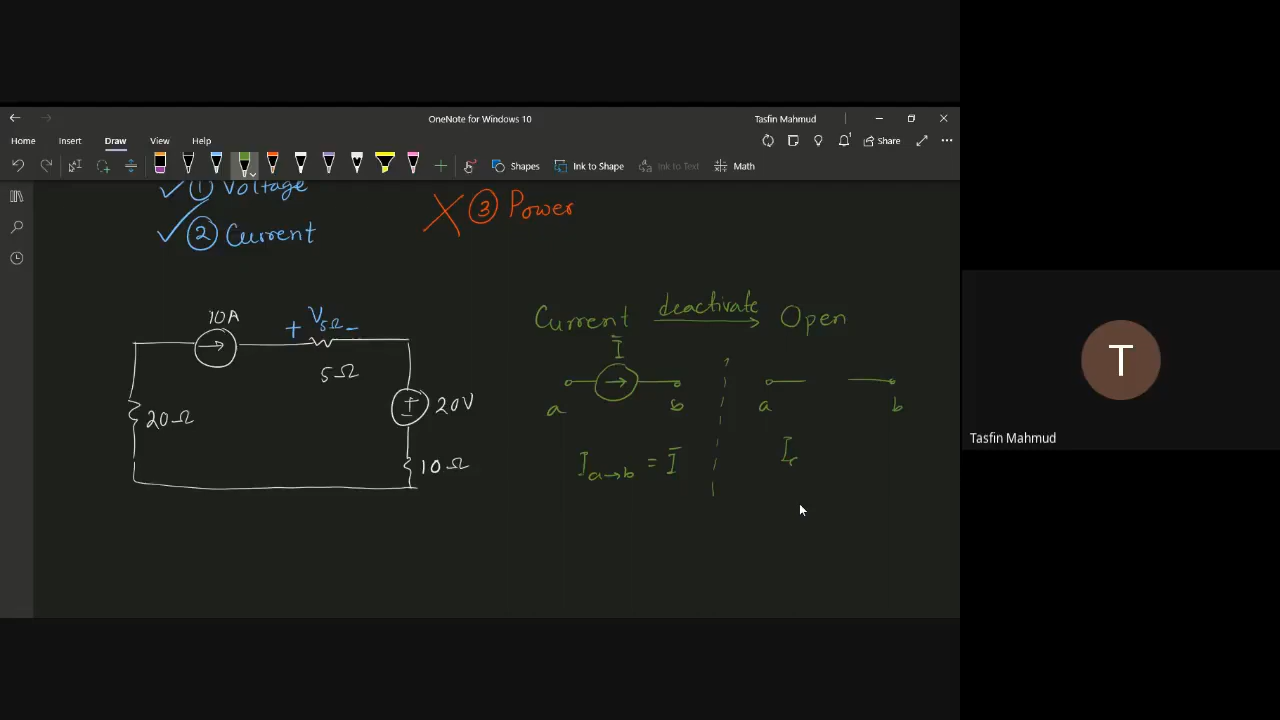 OneNote for Windows 10
Tasfin Mahmud
Home Insert Draw View Help
Share
Shapes Ink to Shape Ink to Text Math
① Voltage
② Current
③ Power
10A
+ V5Ω −
5Ω
20Ω
20V
10Ω
Current deactivate Open
I
a b
a b
Ia→b = I
I
T
Tasfin Mahmud